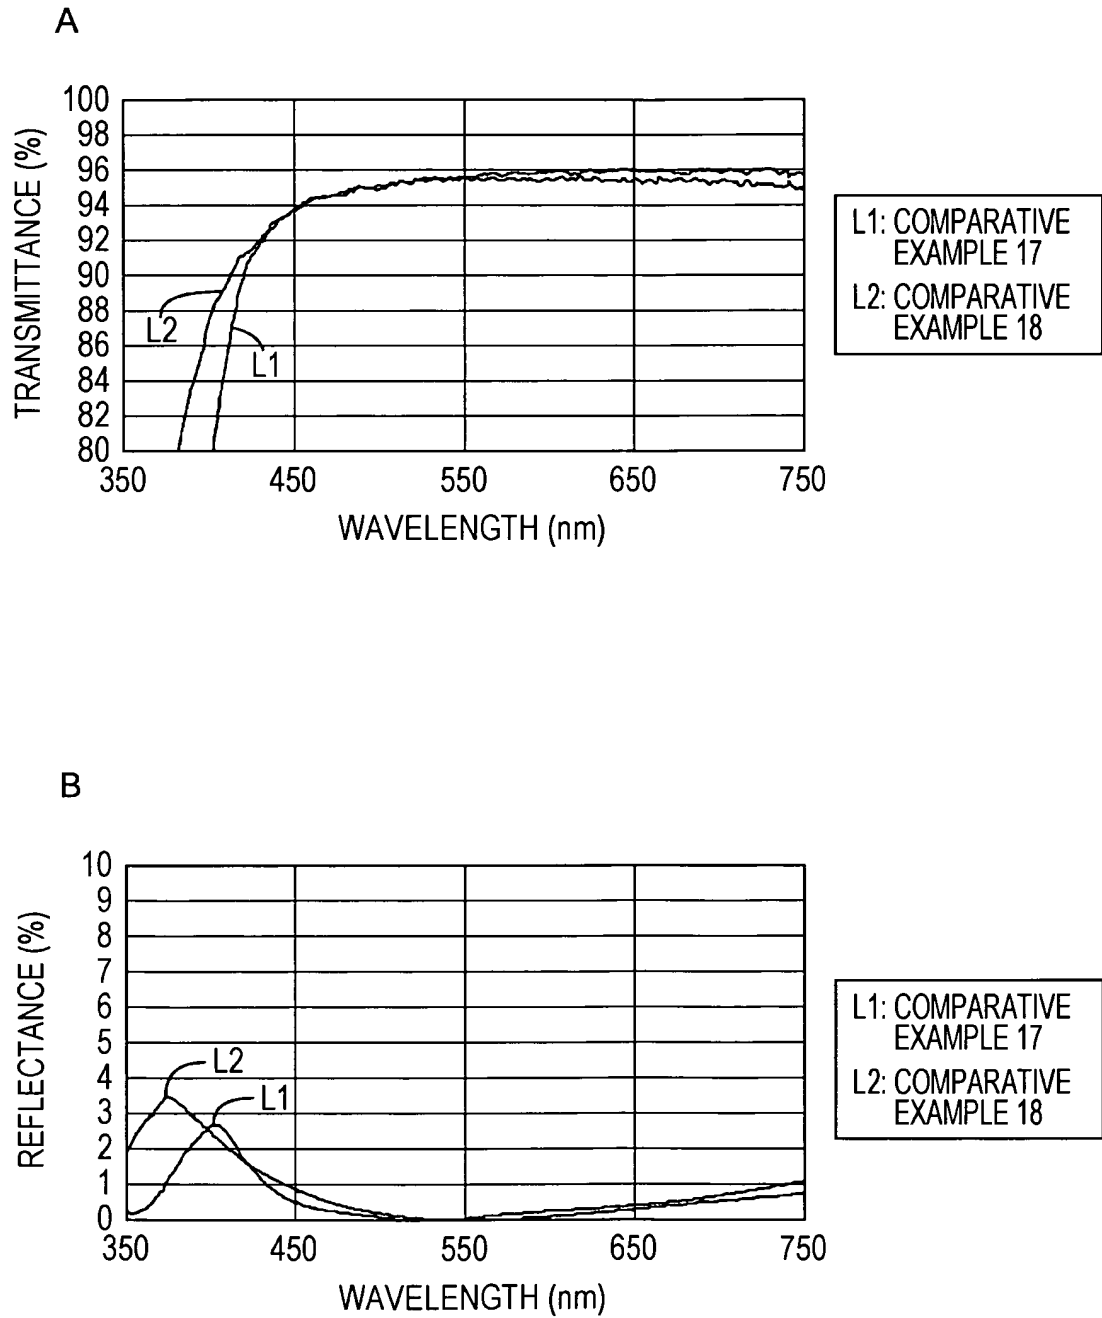 A
TRANSMITTANCE (%)
100
98
96
94
92
90
88
86
84
82
80
L2
L1
350 450 550 650 750
WAVELENGTH (nm)
L1: COMPARATIVE
EXAMPLE 17
L2: COMPARATIVE
EXAMPLE 18
B
REFLECTANCE (%)
10
9
8
7
6
5
4
3
2
1
0
L2
L1
350 450 550 650 750
WAVELENGTH (nm)
L1: COMPARATIVE
EXAMPLE 17
L2: COMPARATIVE
EXAMPLE 18